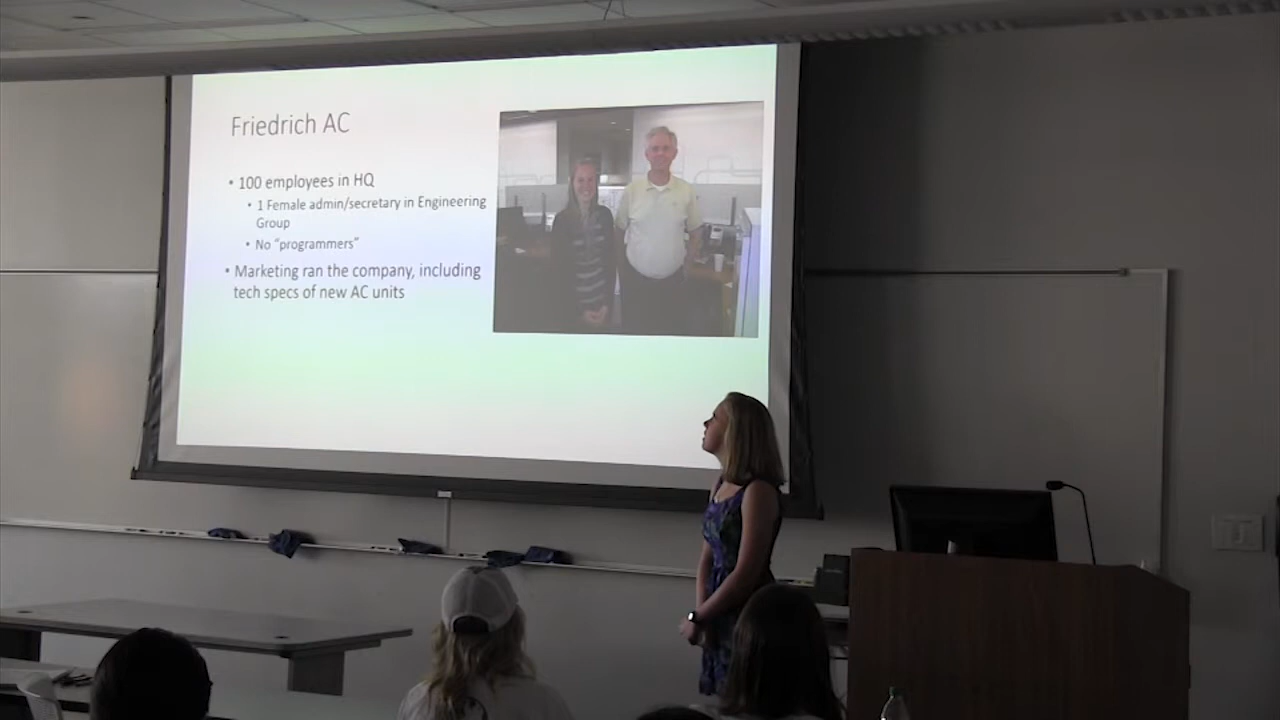 Friedrich AC
• 100 employees in HQ
• 1 Female admin/secretary in Engineering
Group
• No “programmers”
• Marketing ran the company, including
tech specs of new AC units